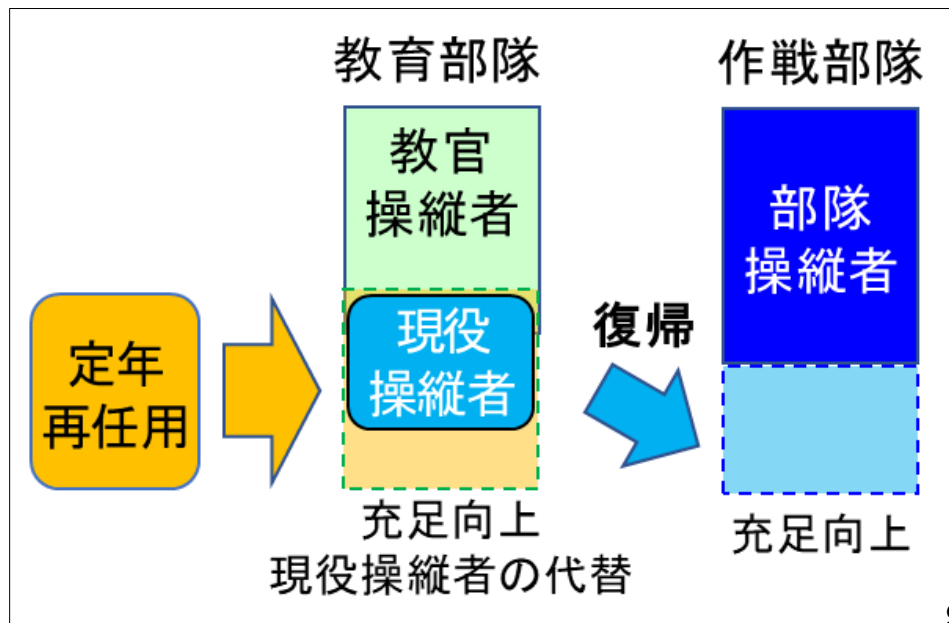 教育部隊
作戦部隊
教官
操縦者
部隊
操縦者
現役
操縦者
復帰
定年
再任用
充足向上
現役操縦者の代替
充足向上